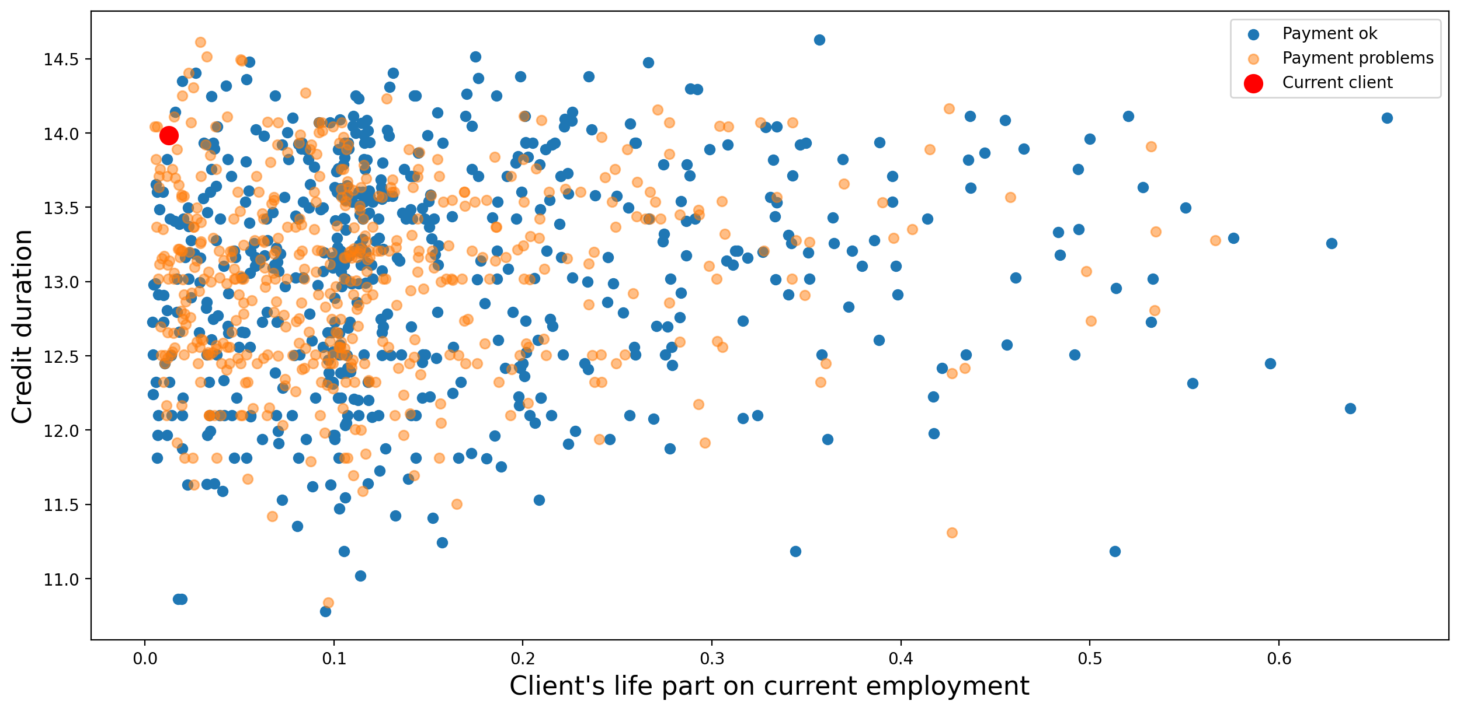 Payment ok
Payment problems
Current client
14.5
14.0
13.5
13.0
12.5
12.0
11.5
11.0
Credit duration
0.0 0.1 0.2 0.3 0.4 0.5 0.6
Client's life part on current employment